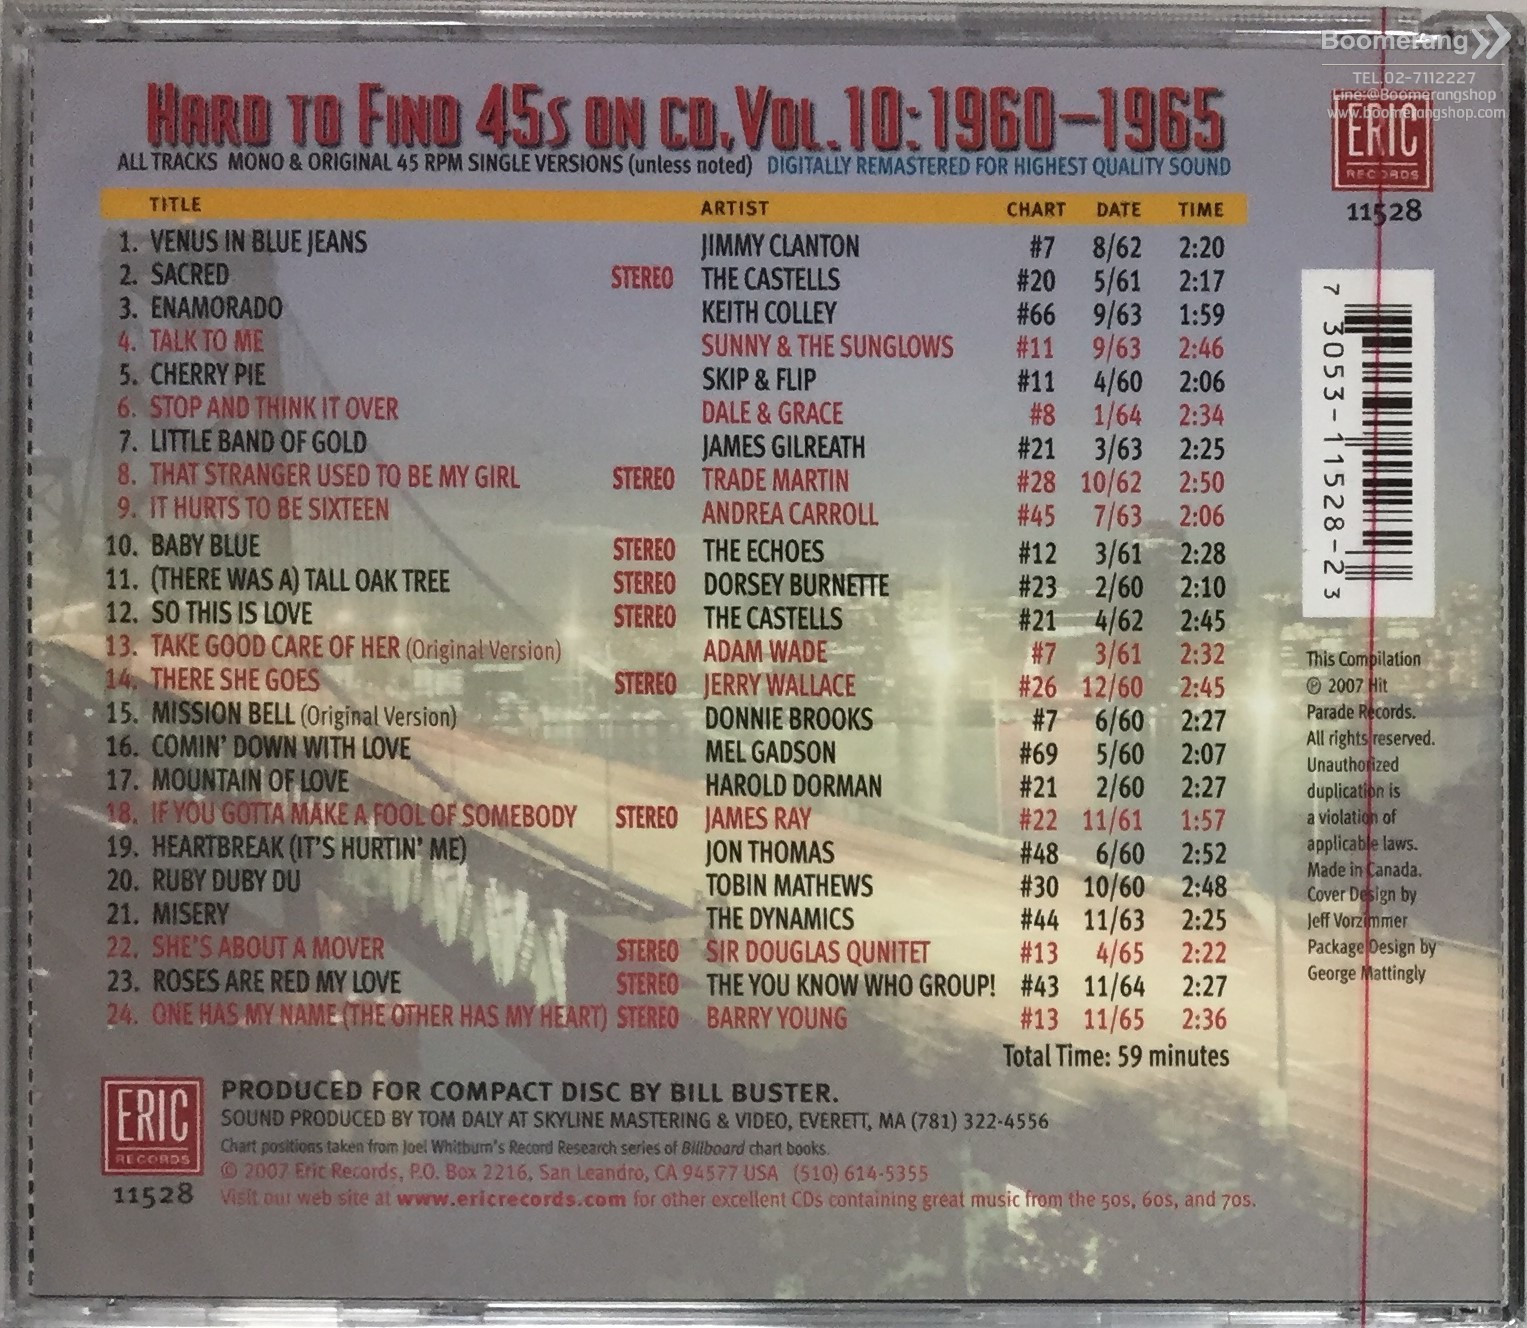 Boomerang
TEL.02-7112227
Line:@Boomerangshop
www.boomerangshop.com
HARD TO FIND 45S ON CD, VOL. 10: 1960-1965
ALL TRACKS MONO & ORIGINAL 45 RPM SINGLE VERSIONS (unless noted) DIGITALLY REMASTERED FOR HIGHEST QUALITY SOUND
ERIC
RECORDS
11528
TITLE ARTIST CHART DATE TIME
1. VENUS IN BLUE JEANS JIMMY CLANTON #7 8/62 2:20
2. SACRED STEREO THE CASTELLS #20 5/61 2:17
3. ENAMORADO KEITH COLLEY #66 9/63 1:59
4. TALK TO ME SUNNY & THE SUNGLOWS #11 9/63 2:46
5. CHERRY PIE SKIP & FLIP #11 4/60 2:06
6. STOP AND THINK IT OVER DALE & GRACE #8 1/64 2:34
7. LITTLE BAND OF GOLD JAMES GILREATH #21 3/63 2:25
8. THAT STRANGER USED TO BE MY GIRL STEREO TRADE MARTIN #28 10/62 2:50
9. IT HURTS TO BE SIXTEEN ANDREA CARROLL #45 7/63 2:06
10. BABY BLUE STEREO THE ECHOES #12 3/61 2:28
11. (THERE WAS A) TALL OAK TREE STEREO DORSEY BURNETTE #23 2/60 2:10
12. SO THIS IS LOVE STEREO THE CASTELLS #21 4/62 2:45
13. TAKE GOOD CARE OF HER (Original Version) ADAM WADE #7 3/61 2:32
14. THERE SHE GOES STEREO JERRY WALLACE #26 12/60 2:45
15. MISSION BELL (Original Version) DONNIE BROOKS #7 6/60 2:27
16. COMIN' DOWN WITH LOVE MEL GADSON #69 5/60 2:07
17. MOUNTAIN OF LOVE HAROLD DORMAN #21 2/60 2:27
18. IF YOU GOTTA MAKE A FOOL OF SOMEBODY STEREO JAMES RAY #22 11/61 1:57
19. HEARTBREAK (IT'S HURTIN' ME) JON THOMAS #48 6/60 2:52
20. RUBY DUBY DU TOBIN MATHEWS #30 10/60 2:48
21. MISERY THE DYNAMICS #44 11/63 2:25
22. SHE'S ABOUT A MOVER STEREO SIR DOUGLAS QUNITET #13 4/65 2:22
23. ROSES ARE RED MY LOVE STEREO THE YOU KNOW WHO GROUP! #43 11/64 2:27
24. ONE HAS MY NAME (THE OTHER HAS MY HEART) STEREO BARRY YOUNG #13 11/65 2:36
Total Time: 59 minutes
7 3053-11528-2 3
This Compilation
℗ 2007 Hit
Parade Records.
All rights reserved.
Unauthorized
duplication is
a violation of
applicable laws.
Made in Canada.
Cover Design by
Jeff Vorzimmer
Package Design by
George Mattingly
ERIC
RECORDS
11528
PRODUCED FOR COMPACT DISC BY BILL BUSTER.
SOUND PRODUCED BY TOM DALY AT SKYLINE MASTERING & VIDEO, EVERETT, MA (781) 322-4556
Chart positions taken from Joel Whitburn's Record Research series of Billboard chart books.
© 2007 Eric Records, P.O. Box 2216, San Leandro, CA 94577 USA (510) 614-5355
Visit our web site at www.ericrecords.com for other excellent CDs containing great music from the 50s, 60s, and 70s.